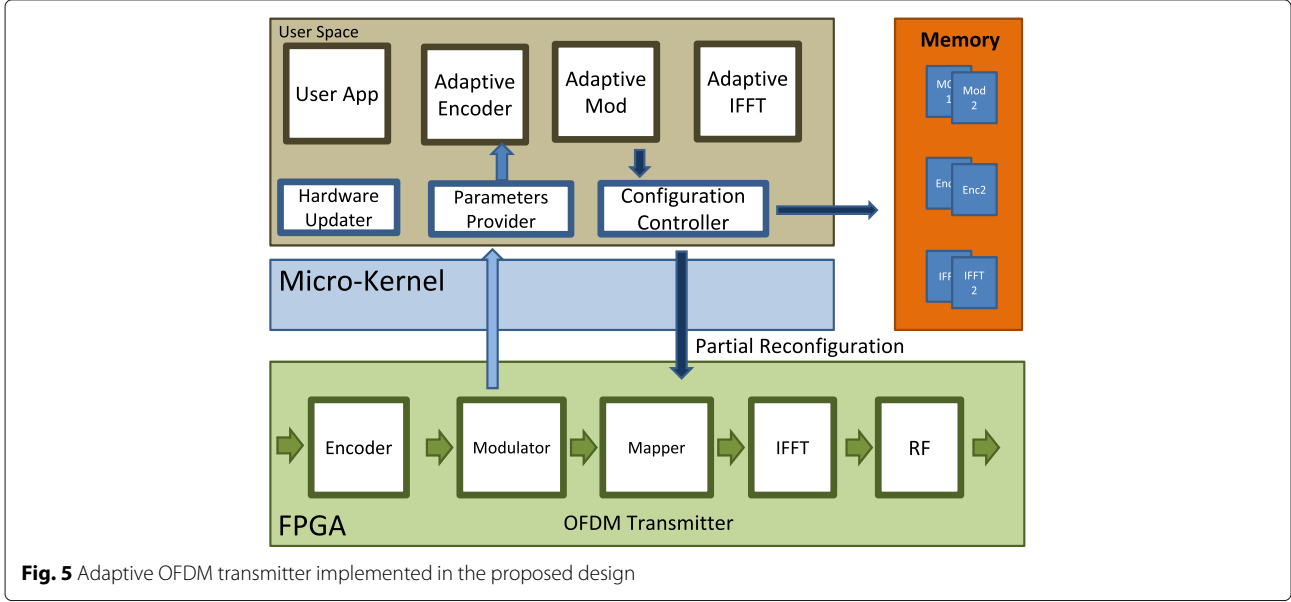 User Space
User App
Adaptive
Encoder
Adaptive
Mod
Adaptive
IFFT
Hardware
Updater
Parameters
Provider
Configuration
Controller
Memory
Mod
2
Enc2
IFFT
2
Micro-Kernel
Partial Reconfiguration
Encoder
Modulator
Mapper
IFFT
RF
FPGA
OFDM Transmitter
Fig. 5 Adaptive OFDM transmitter implemented in the proposed design